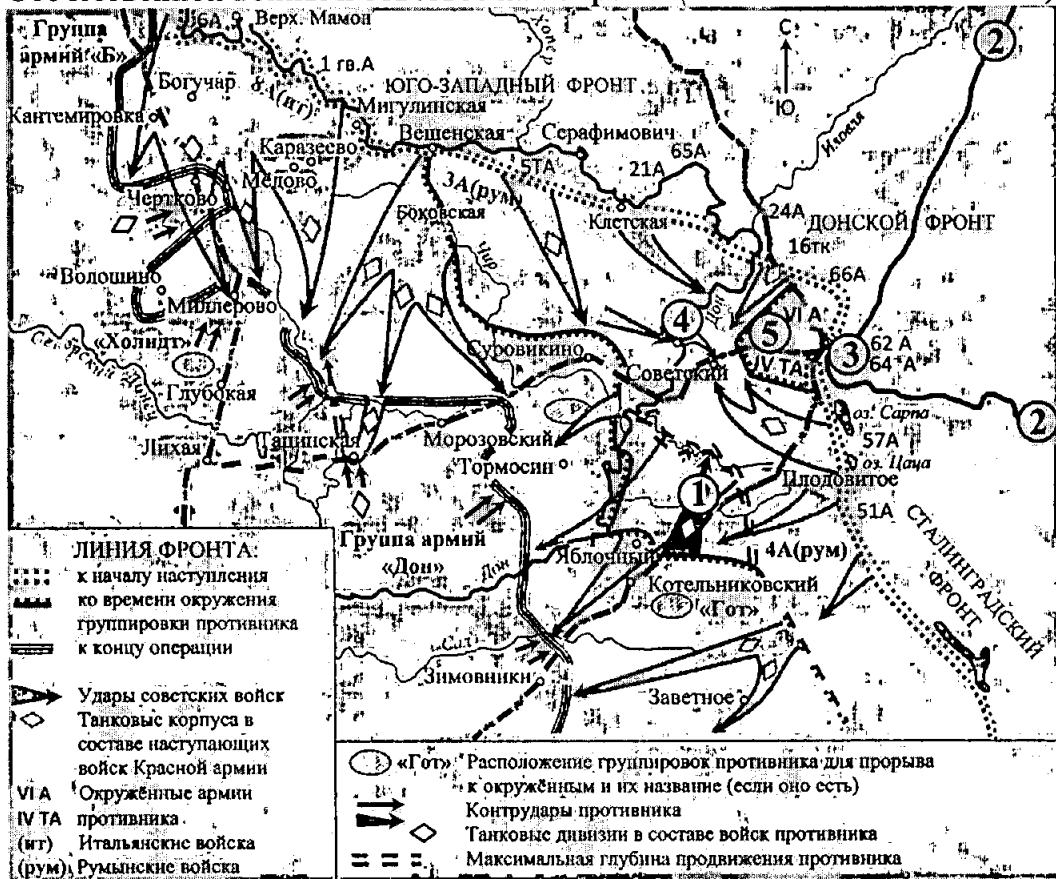 Группа
армий «Б»
6А
Верх. Мамон
1 гв.А
8А(ит)
Богучар
Кантемировка
ЮГО-ЗАПАДНЫЙ ФРОНТ
Мигулинская
Вешенская
Серафимович
Каразеево
Мёдово
Чертково
5ТА
3А(рум)
21А
65А
Боковская
Клетская
Чир
Иловля
С
Ю
2
24А
ДОНСКОЙ ФРОНТ
16тк
66А
Волошино
Миллерово
«Холидт»
Глубокая
Дон
4
VI А
5
IV ТА
3
62 А
64 А
Суровикино
Советский
оз. Сарпа
2
57А
оз. Цаца
Лихая
Тацинская
Морозовский
Тормосин
Плодовитое
1
51А
Группа армий
«Дон»
Дон
Яблочный
4А(рум)
Котельниковский
«Гот»
СТАЛИНГРАДСКИЙ
ФРОНТ
Сал
Зимовники
Заветное
ЛИНИЯ ФРОНТА:
к началу наступления
ко времени окружения
группировки противника
к концу операции
Удары советских войск
Танковые корпуса в
составе наступающих
войск Красной армии
VI А Окружённые армии
IV ТА противника
(ит) Итальянские войска
(рум) Румынские войска
«Гот» Расположение группировок противника для прорыва
к окружённым и их название (если оно есть)
Контрудары противника
Танковые дивизии в составе войск противника
Максимальная глубина продвижения противника